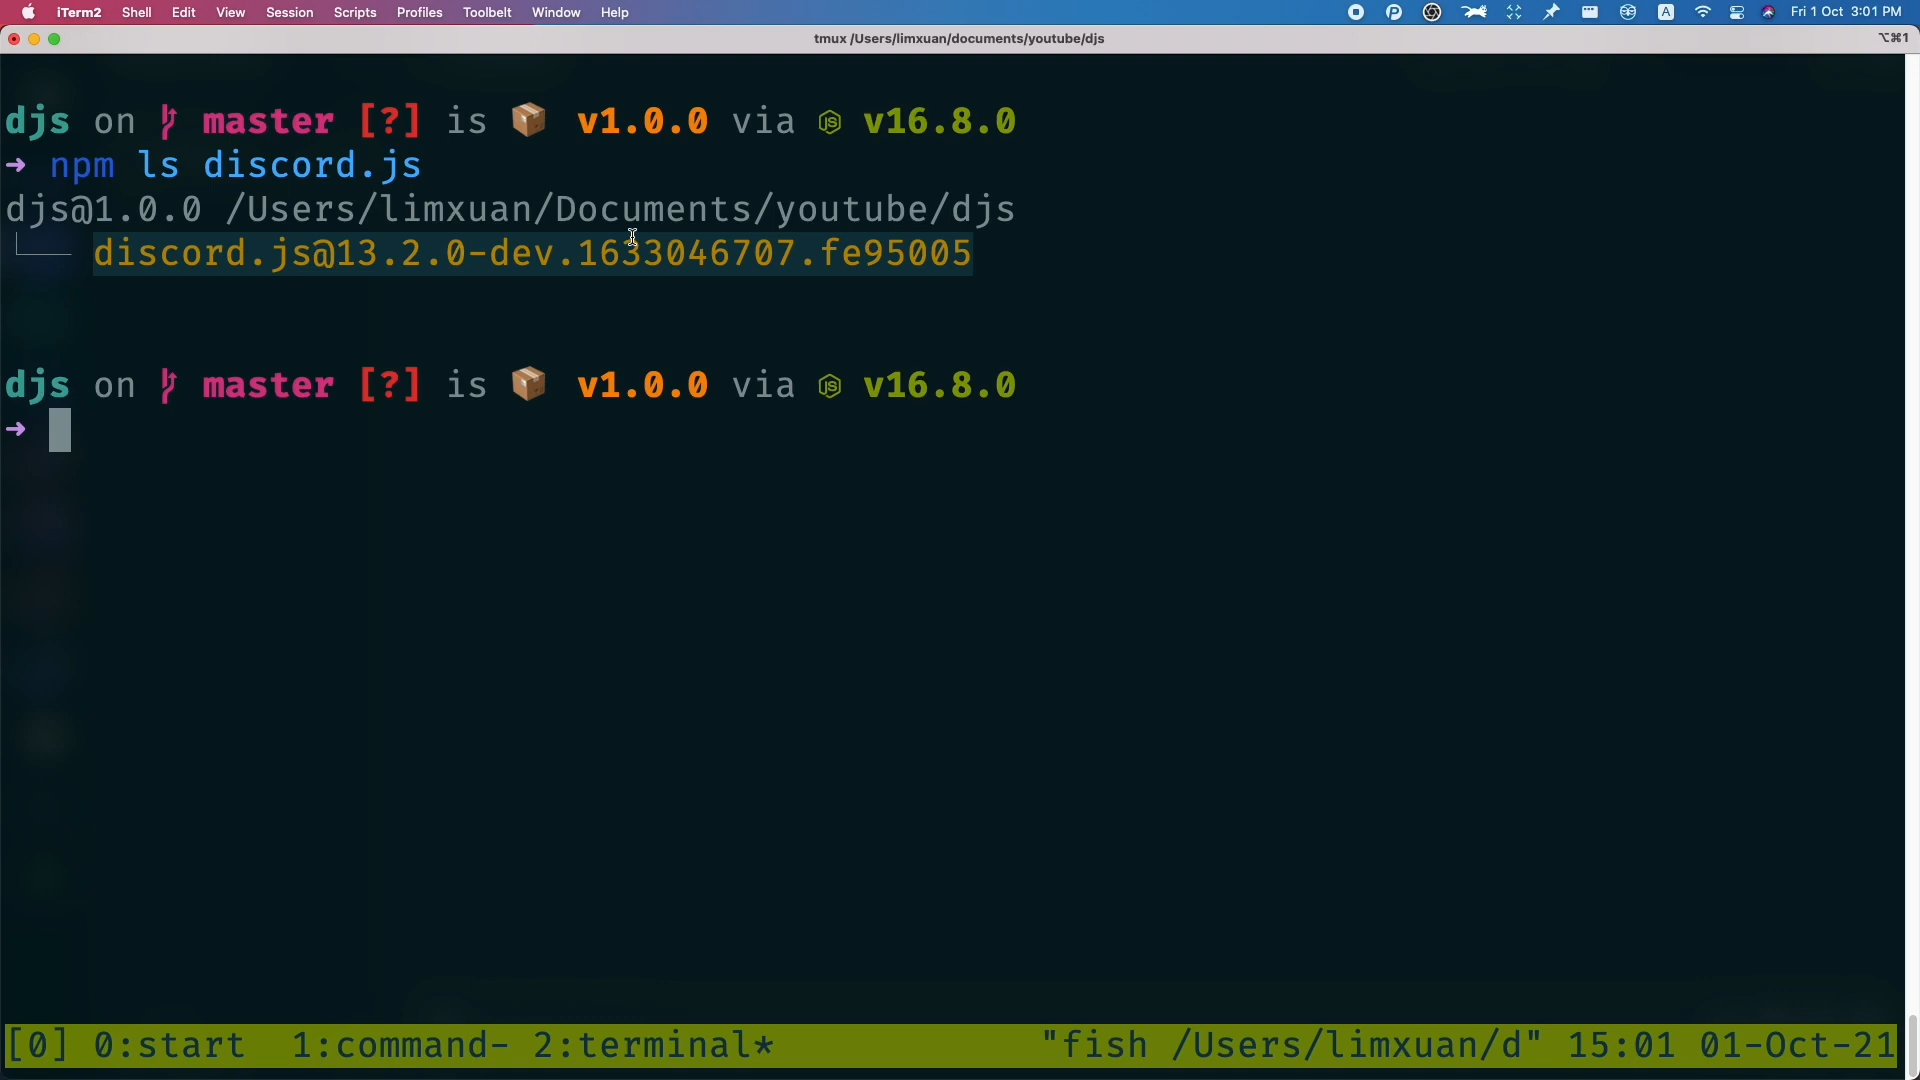 iTerm2 Shell Edit View Session Scripts Profiles Toolbelt Window Help A Fri 1 Oct 3:01 PM
tmux /Users/limxuan/documents/youtube/djs ⌥⌘1
djs on master [?] is 📦 v1.0.0 via v16.8.0
➜ npm ls discord.js
djs@1.0.0 /Users/limxuan/Documents/youtube/djs
└── discord.js@13.2.0-dev.1633046707.fe95005
djs on master [?] is 📦 v1.0.0 via v16.8.0
➜
[0] 0:start 1:command- 2:terminal* "fish /Users/limxuan/d" 15:01 01-Oct-21